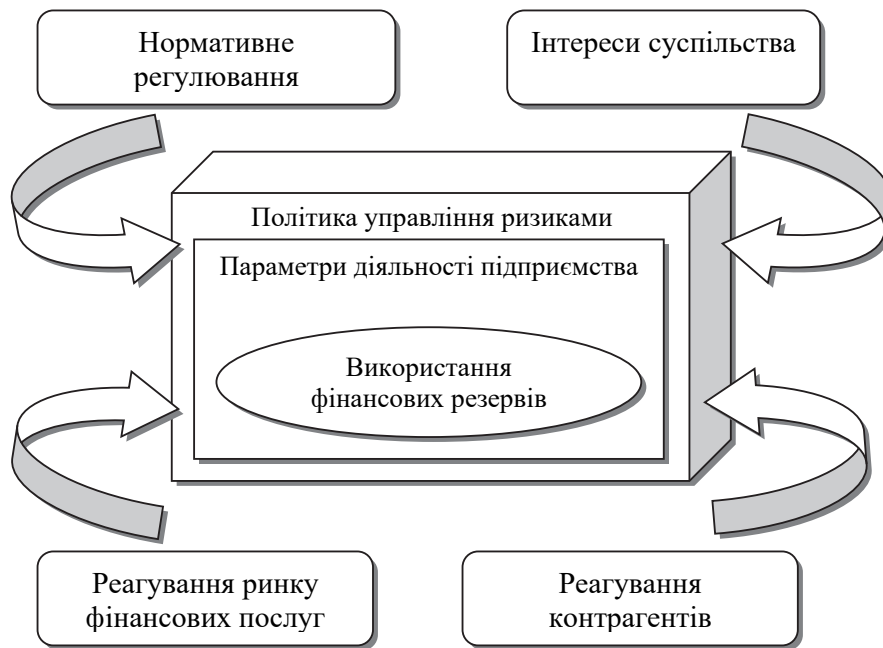 Нормативне
регулювання
Інтереси суспільства
Політика управління ризиками
Параметри діяльності підприємства
Використання
фінансових резервів
Реагування ринку
фінансових послуг
Реагування
контрагентів